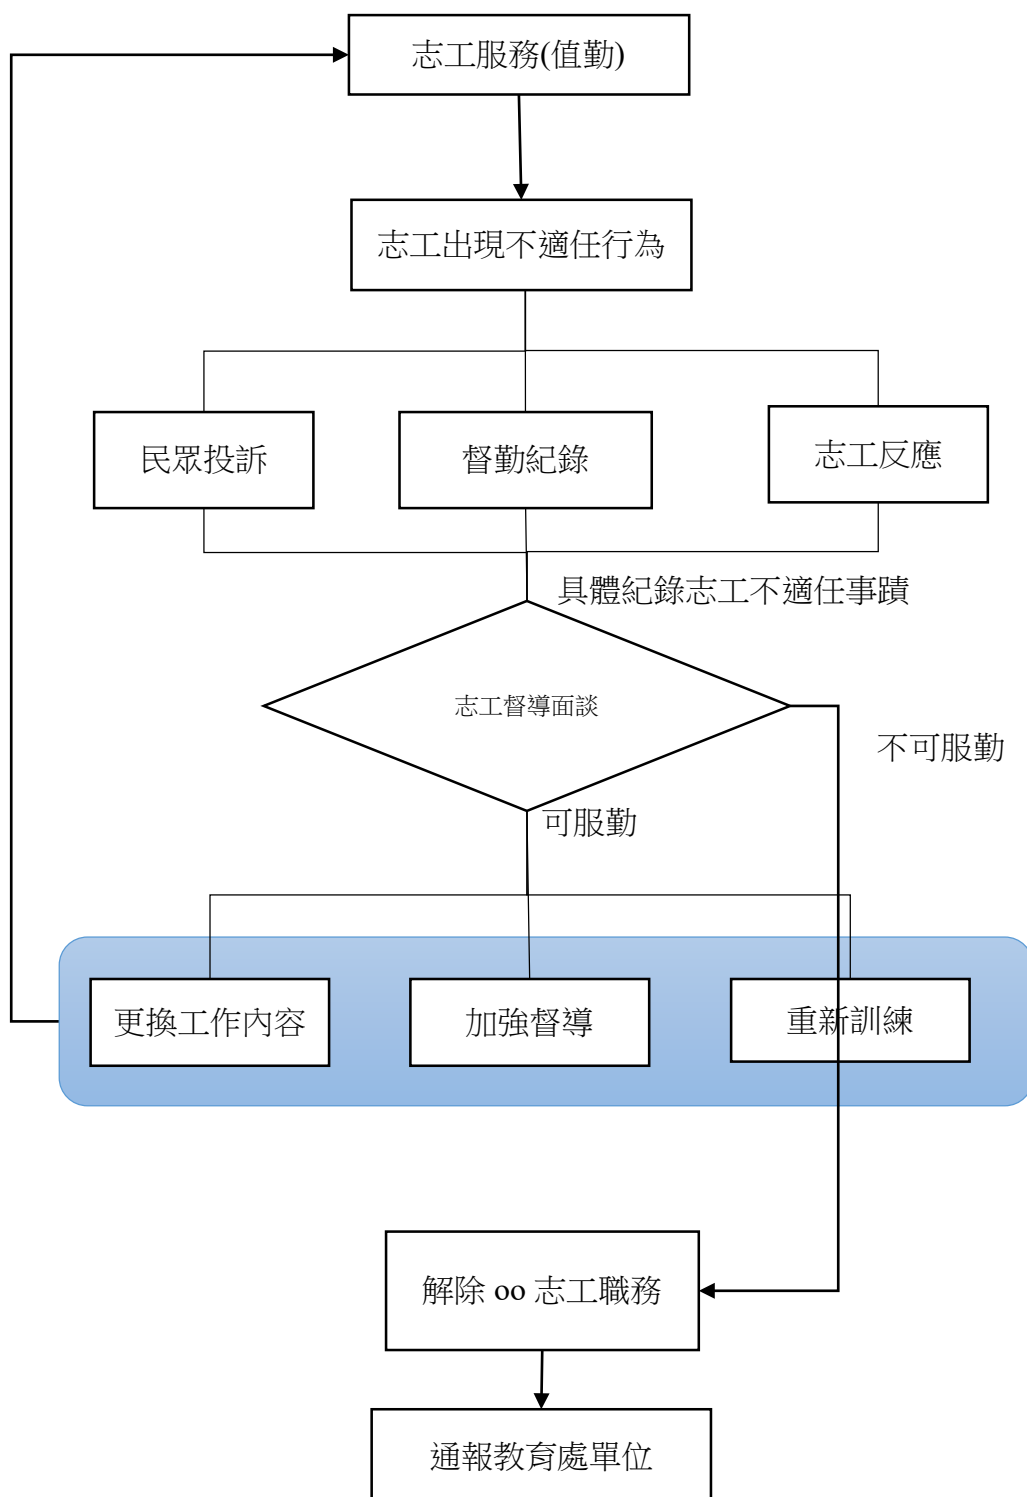 志工服務(值勤)
志工出現不適任行為
民眾投訴
督勤紀錄
志工反應
具體紀錄志工不適任事蹟
志工督導面談
不可服勤
可服勤
更換工作內容
加強督導
重新訓練
解除 oo 志工職務
通報教育處單位